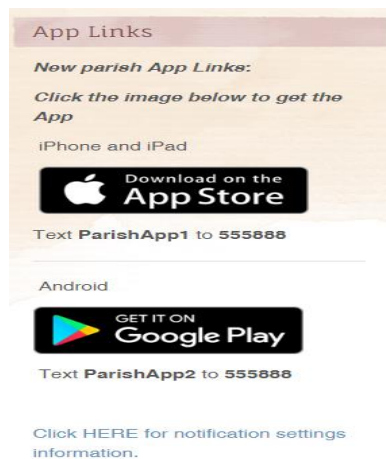 App Links
New parish App Links:
Click the image below to get the
App
iPhone and iPad
Download on the
App Store
Text ParishApp1 to 555888
Android
GET IT ON
Google Play
Text ParishApp2 to 555888
Click HERE for notification settings
information.